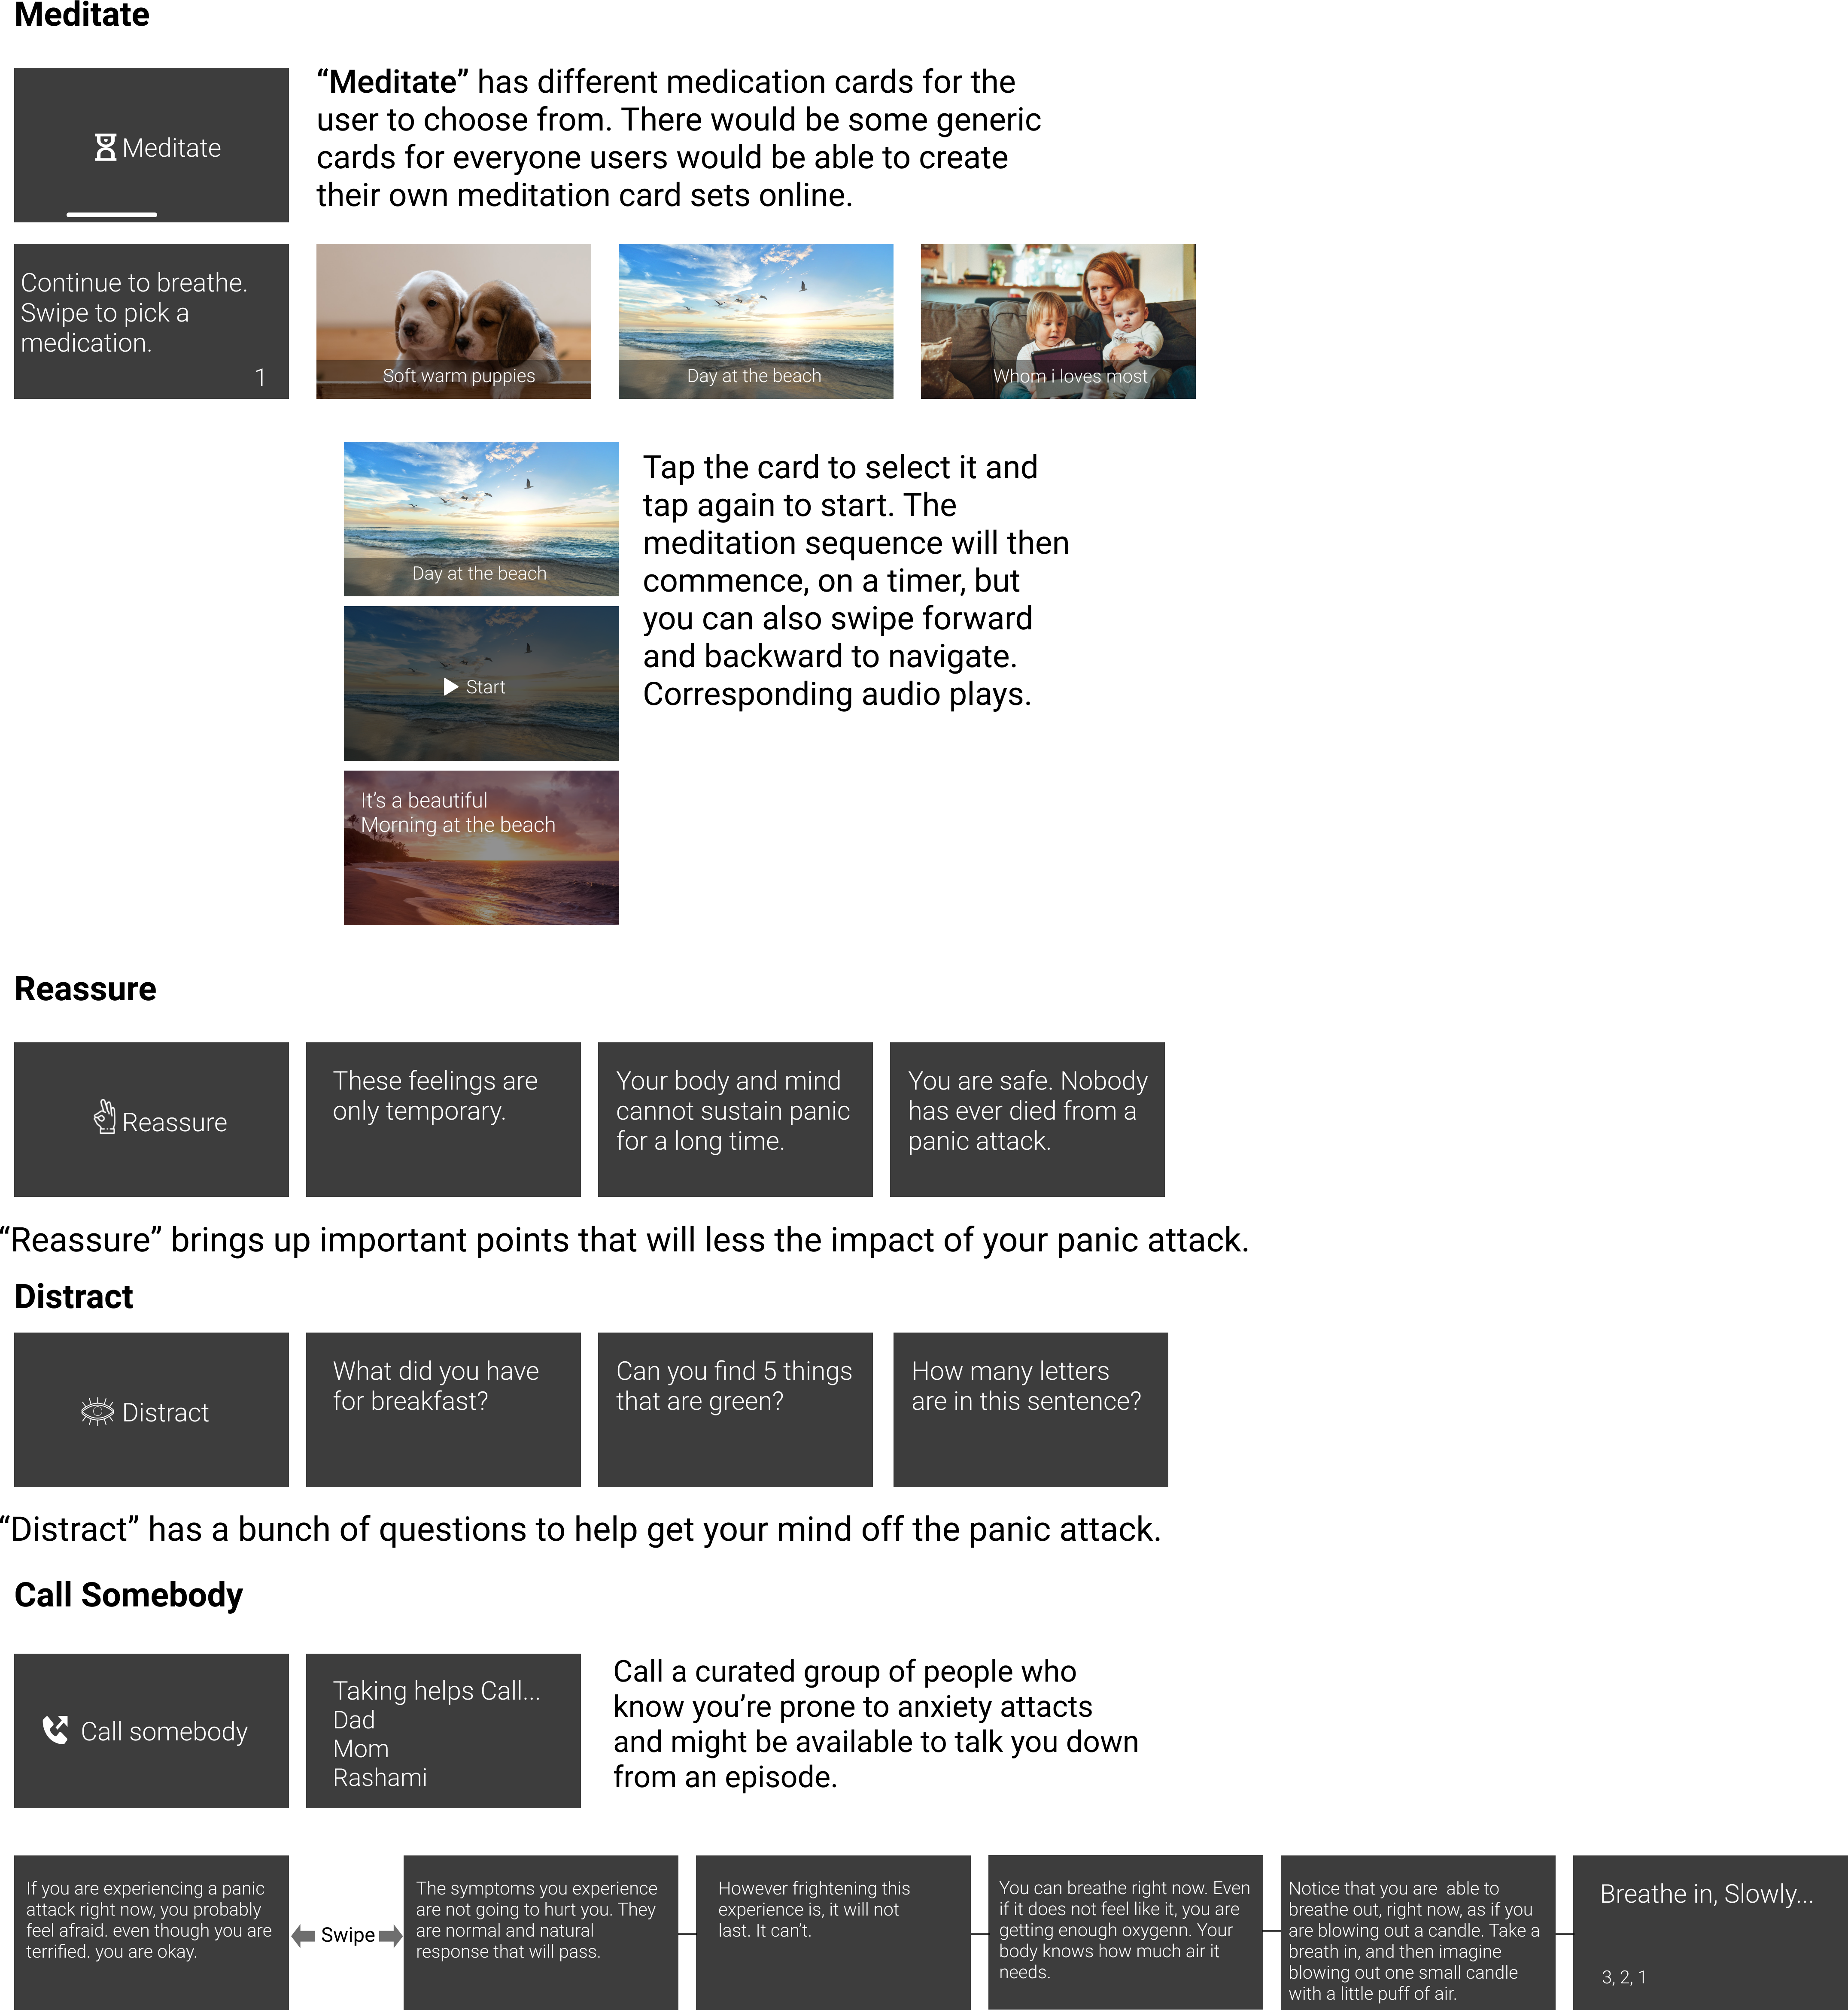 Meditate
Meditate
“Meditate” has different medication cards for the
user to choose from. There would be some generic
cards for everyone users would be able to create
their own meditation card sets online.
Continue to breathe.
Swipe to pick a
medication.
1
Soft warm puppies
Day at the beach
Whom i loves most
Day at the beach
Start
It’s a beautiful
Morning at the beach
Tap the card to select it and
tap again to start. The
meditation sequence will then
commence, on a timer, but
you can also swipe forward
and backward to navigate.
Corresponding audio plays.
Reassure
Reassure
These feelings are
only temporary.
Your body and mind
cannot sustain panic
for a long time.
You are safe. Nobody
has ever died from a
panic attack.
“Reassure” brings up important points that will less the impact of your panic attack.
Distract
Distract
What did you have
for breakfast?
Can you find 5 things
that are green?
How many letters
are in this sentence?
“Distract” has a bunch of questions to help get your mind off the panic attack.
Call Somebody
Call somebody
Taking helps Call...
Dad
Mom
Rashami
Call a curated group of people who
know you’re prone to anxiety attacts
and might be available to talk you down
from an episode.
If you are experiencing a panic
attack right now, you probably
feel afraid. even though you are
terrified. you are okay.
Swipe
The symptoms you experience
are not going to hurt you. They
are normal and natural
response that will pass.
However frightening this
experience is, it will not
last. It can’t.
You can breathe right now. Even
if it does not feel like it, you are
getting enough oxygenn. Your
body knows how much air it
needs.
Notice that you are able to
breathe out, right now, as if you
are blowing out a candle. Take a
breath in, and then imagine
blowing out one small candle
with a little puff of air.
Breathe in, Slowly...
3, 2, 1